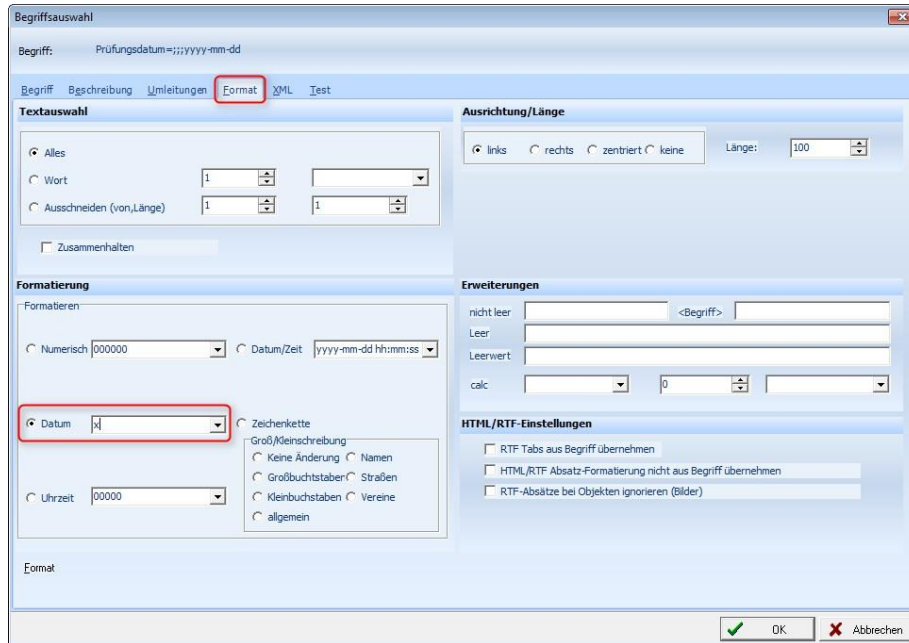 Begriffsauswahl
Begriff: Prüfungsdatum=;;;yyyy-mm-dd
Begriff Beschreibung Umleitungen Format XML Test
Textauswahl
Alles
Wort 1
Ausschneiden (von,Länge) 1 1
Zusammenhalten
Ausrichtung/Länge
links rechts zentriert keine Länge: 100
Formatierung
Formatieren
Numerisch 000000 Datum/Zeit yyyy-mm-dd hh:mm:ss
Datum x Zeichenkette
Groß/Kleinschreibung
Keine Änderung Namen
Großbuchstaben Straßen
Kleinbuchstaben Vereine
allgemein
Uhrzeit 00000
Erweiterungen
nicht leer <Begriff>
Leer
Leerwert
calc 0
HTML/RTF-Einstellungen
RTF Tabs aus Begriff übernehmen
HTML/RTF Absatz-Formatierung nicht aus Begriff übernehmen
RTF-Absätze bei Objekten ignorieren (Bilder)
Format
OK Abbrechen